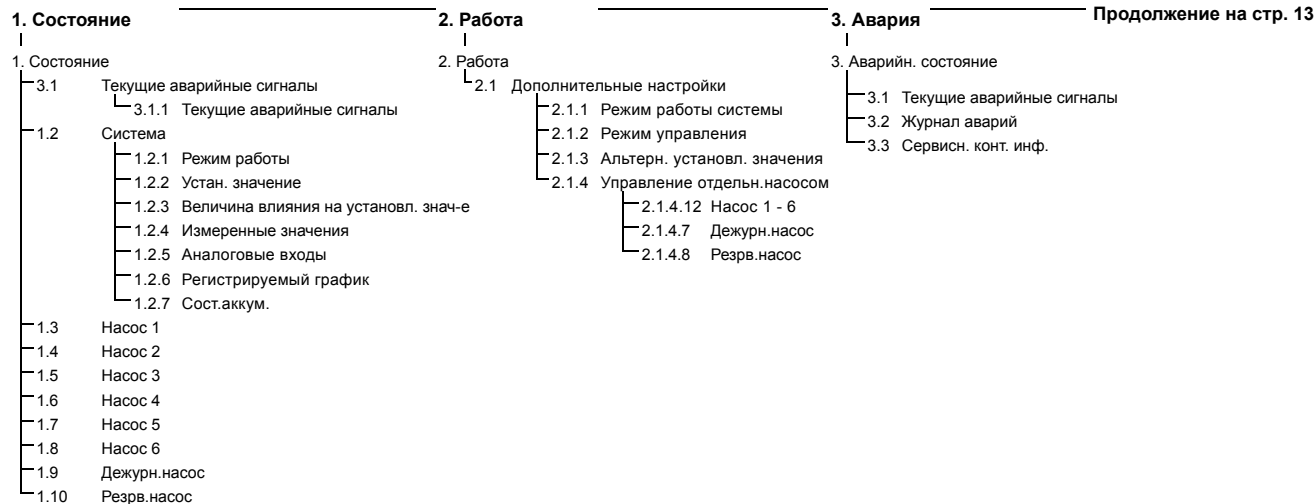 1. Состояние 2. Работа 3. Авария Продолжение на стр. 13
1. Состояние
3.1 Текущие аварийные сигналы
3.1.1 Текущие аварийные сигналы
1.2 Система
1.2.1 Режим работы
1.2.2 Устан. значение
1.2.3 Величина влияния на установл. знач-е
1.2.4 Измеренные значения
1.2.5 Аналоговые входы
1.2.6 Регистрируемый график
1.2.7 Сост.аккум.
1.3 Насос 1
1.4 Насос 2
1.5 Насос 3
1.6 Насос 4
1.7 Насос 5
1.8 Насос 6
1.9 Дежурн.насос
1.10 Резрв.насос
2. Работа
2.1 Дополнительные настройки
2.1.1 Режим работы системы
2.1.2 Режим управления
2.1.3 Альтерн. установл. значения
2.1.4 Управление отдельн.насосом
2.1.4.12 Насос 1 - 6
2.1.4.7 Дежурн.насос
2.1.4.8 Резрв.насос
3. Аварийн. состояние
3.1 Текущие аварийные сигналы
3.2 Журнал аварий
3.3 Сервисн. конт. инф.